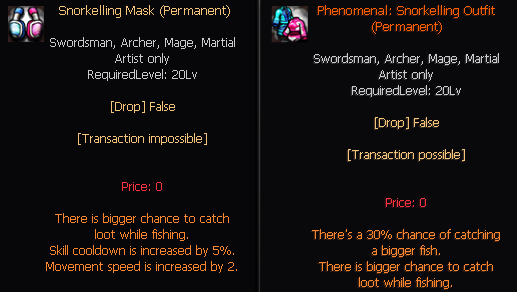 Snorkelling Mask (Permanent)
Swordsman, Archer, Mage, Martial
Artist only
RequiredLevel: 20Lv
[Drop] False
[Transaction impossible]
Price: 0
There is bigger chance to catch
loot while fishing.
Skill cooldown is increased by 5%.
Movement speed is increased by 2.
Phenomenal: Snorkelling Outfit
(Permanent)
Swordsman, Archer, Mage, Martial
Artist only
RequiredLevel: 20Lv
[Drop] False
[Transaction possible]
Price: 0
There's a 30% chance of catching
a bigger fish.
There is bigger chance to catch
loot while fishing.